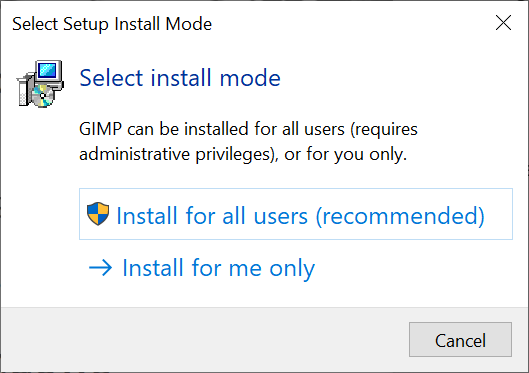 Select Setup Install Mode
Select install mode
GIMP can be installed for all users (requires
administrative privileges), or for you only.
Install for all users (recommended)
Install for me only
Cancel